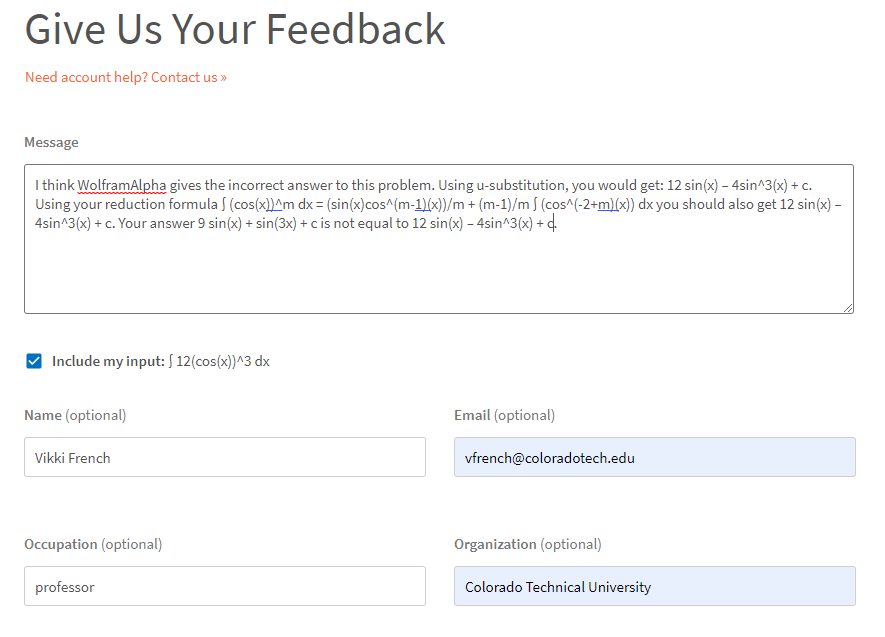 Give Us Your Feedback
Need account help? Contact us »
Message
I think WolframAlpha gives the incorrect answer to this problem. Using u-substitution, you would get: 12 sin(x) – 4sin^3(x) + c.
Using your reduction formula ∫ (cos(x))^m dx = (sin(x)cos^(m-1)(x))/m + (m-1)/m ∫ (cos^(-2+m)(x)) dx you should also get 12 sin(x) –
4sin^3(x) + c. Your answer 9 sin(x) + sin(3x) + c is not equal to 12 sin(x) – 4sin^3(x) + c.
Include my input: ∫ 12(cos(x))^3 dx
Name (optional) Email (optional)
Vikki French vfrench@coloradotech.edu
Occupation (optional) Organization (optional)
professor Colorado Technical University